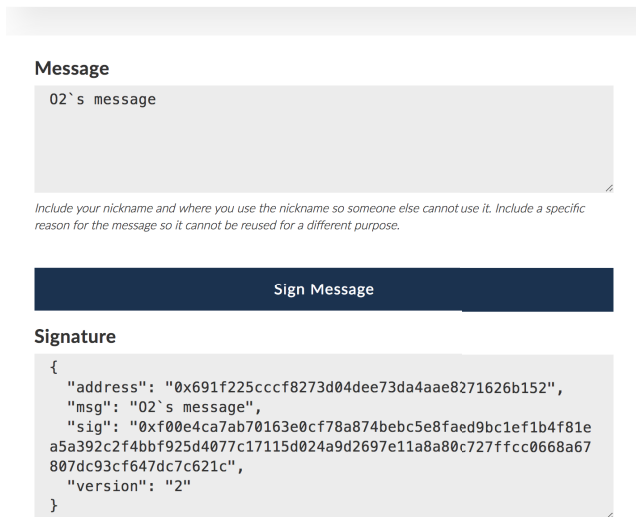 Message
O2`s message
Include your nickname and where you use the nickname so someone else cannot use it. Include a specific
reason for the message so it cannot be reused for a different purpose.
Sign Message
Signature
{
"address": "0x691f225cccf8273d04dee73da4aae8271626b152",
"msg": "O2`s message",
"sig": "0xf00e4ca7ab70163e0cf78a874bebc5e8faed9bc1ef1b4f81e
a5a392c2f4bbf925d4077c17115d024a9d2697e11a8a80c727ffcc0668a67
807dc93cf647dc7c621c",
"version": "2"
}